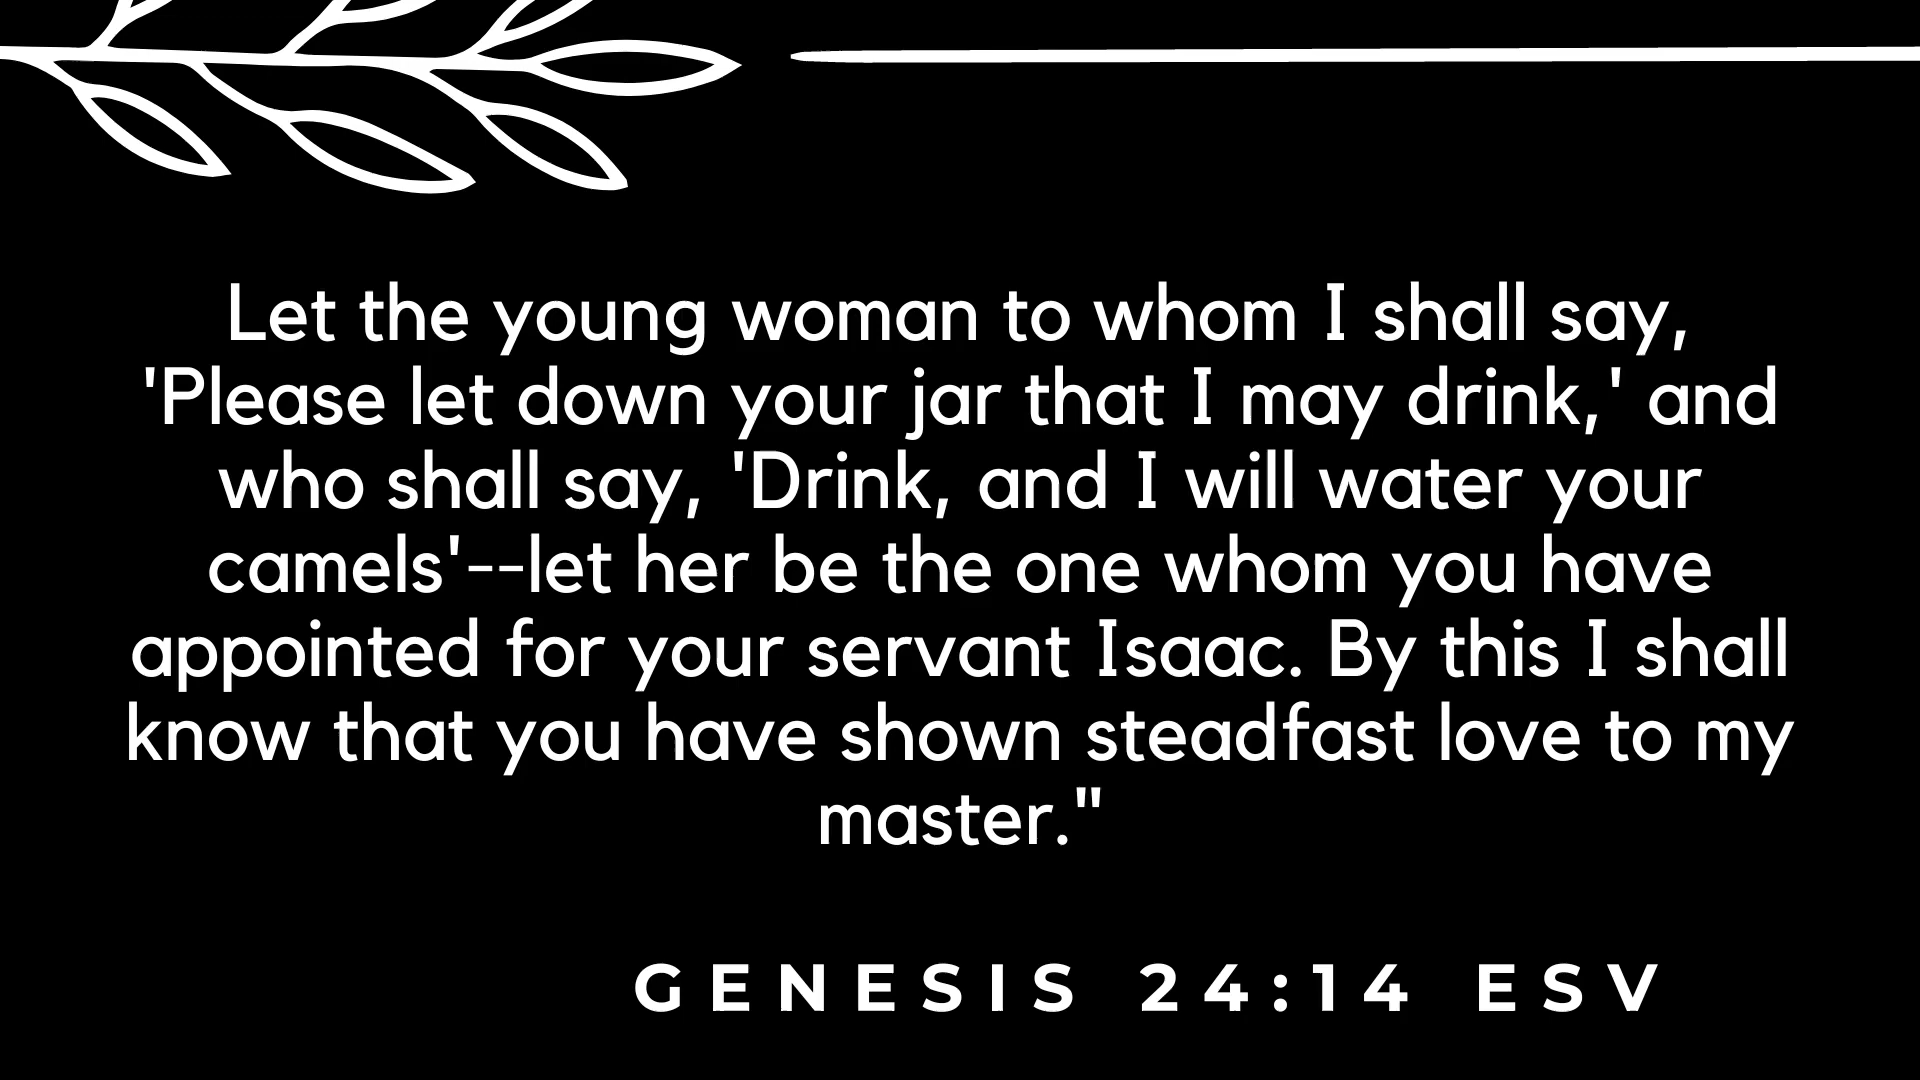 Let the young woman to whom I shall say,
'Please let down your jar that I may drink,' and
who shall say, 'Drink, and I will water your
camels'--let her be the one whom you have
appointed for your servant Isaac. By this I shall
know that you have shown steadfast love to my
master."
GENESIS 24:14 ESV